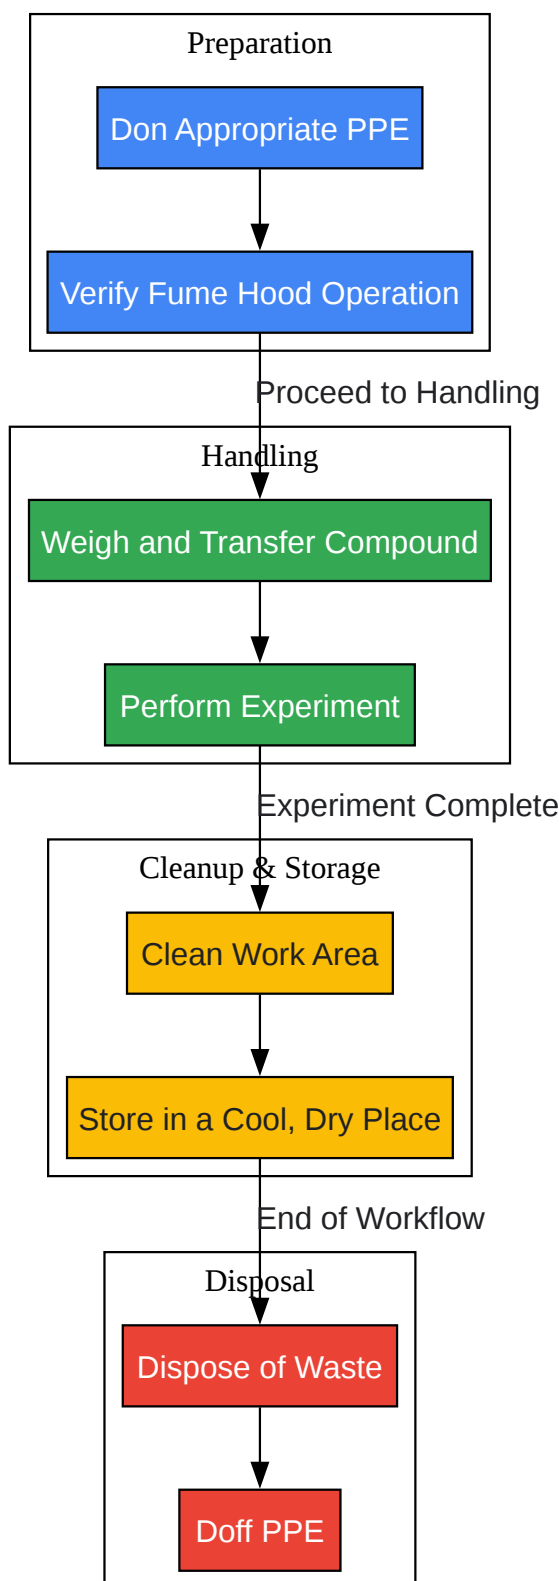 Preparation
Don Appropriate PPE
Verify Fume Hood Operation
Proceed to Handling
Handling
Weigh and Transfer Compound
Perform Experiment
Experiment Complete
Cleanup & Storage
Clean Work Area
Store in a Cool, Dry Place
End of Workflow
Disposal
Dispose of Waste
Doff PPE